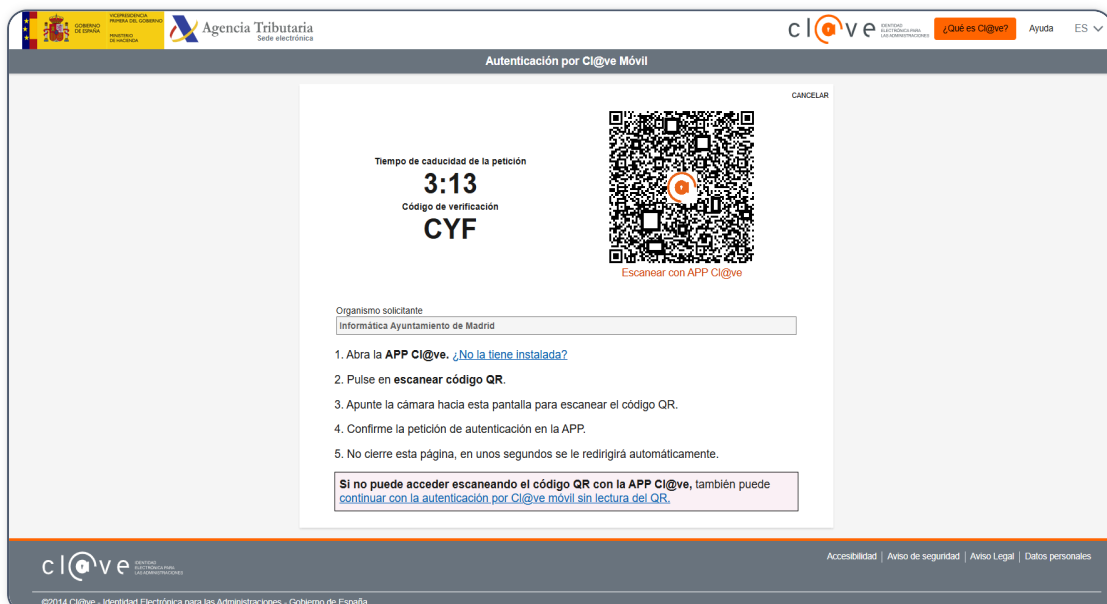 GOBIERNO
DE ESPAÑA
VICEPRESIDENCIA
PRIMERA DEL GOBIERNO
MINISTERIO
DE HACIENDA
Agencia Tributaria
Sede electrónica
cl@ve
IDENTIDAD
ELECTRÓNICA PARA
LAS ADMINISTRACIONES
¿Qué es Cl@ve?
Ayuda
ES
Autenticación por Cl@ve Móvil
CANCELAR
Tiempo de caducidad de la petición
3:13
Código de verificación
CYF
Escanear con APP Cl@ve
Organismo solicitante
Informática Ayuntamiento de Madrid
1. Abra la APP Cl@ve. ¿No la tiene instalada?
2. Pulse en escanear código QR.
3. Apunte la cámara hacia esta pantalla para escanear el código QR.
4. Confirme la petición de autenticación en la APP.
5. No cierre esta página, en unos segundos se le redirigirá automáticamente.
Si no puede acceder escaneando el código QR con la APP Cl@ve, también puede
continuar con la autenticación por Cl@ve móvil sin lectura del QR.
cl@ve
IDENTIDAD
ELECTRÓNICA PARA
LAS ADMINISTRACIONES
Accesibilidad | Aviso de seguridad | Aviso Legal | Datos personales
©2014 Cl@ve - Identidad Electrónica para las Administraciones - Gobierno de España